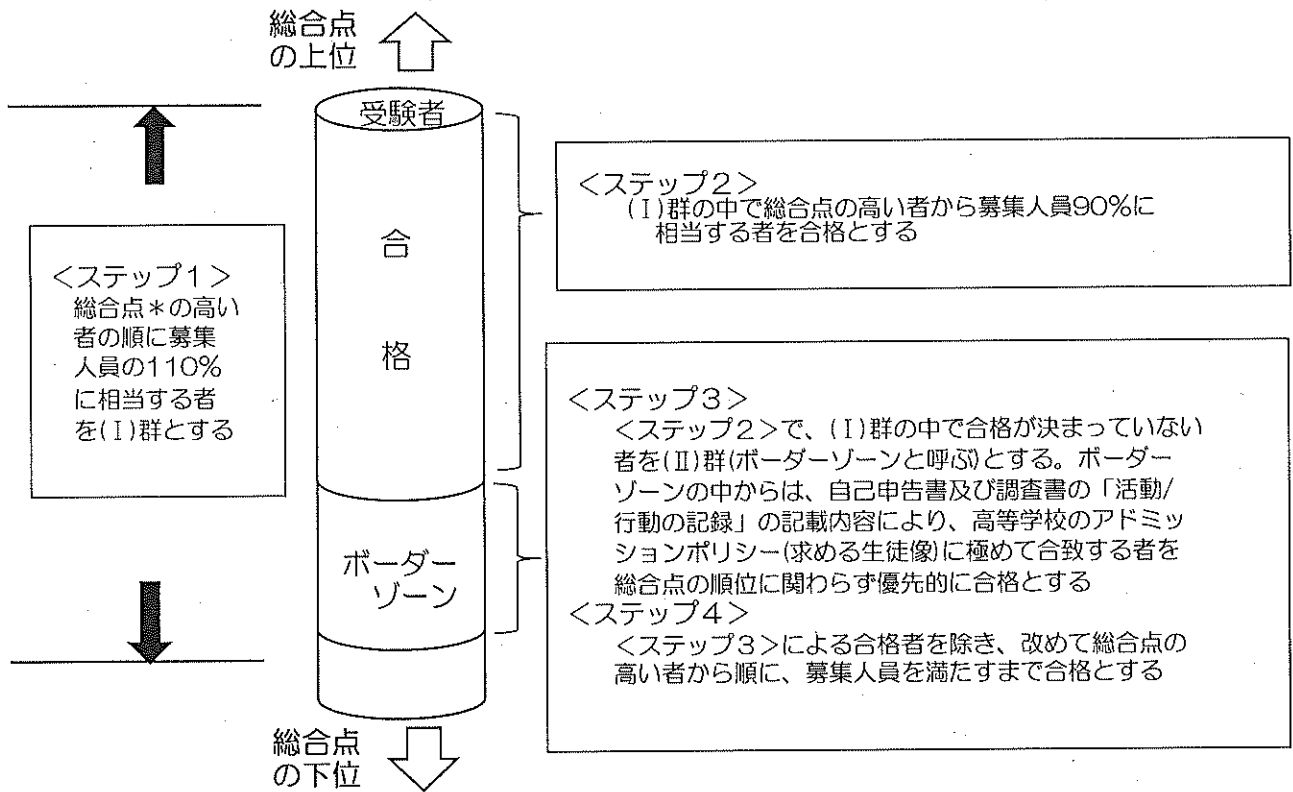 総合点
の上位
受験者
合
格
ボーダー
ゾーン
総合点
の下位
<ステップ1>
総合点*の高い
者の順に募集
人員の110%
に相当する者
を(Ⅰ)群とする
<ステップ2>
(Ⅰ)群の中で総合点の高い者から募集人員90%に
相当する者を合格とする
<ステップ3>
<ステップ2>で、(Ⅰ)群の中で合格が決まっていない
者を(Ⅱ)群(ボーダーゾーンと呼ぶ)とする。ボーダー
ゾーンの中からは、自己申告書及び調査書の「活動/
行動の記録」の記載内容により、高等学校のアドミッ
ションポリシー(求める生徒像)に極めて合致する者を
総合点の順位に関わらず優先的に合格とする
<ステップ4>
<ステップ3>による合格者を除き、改めて総合点の
高い者から順に、募集人員を満たすまで合格とする